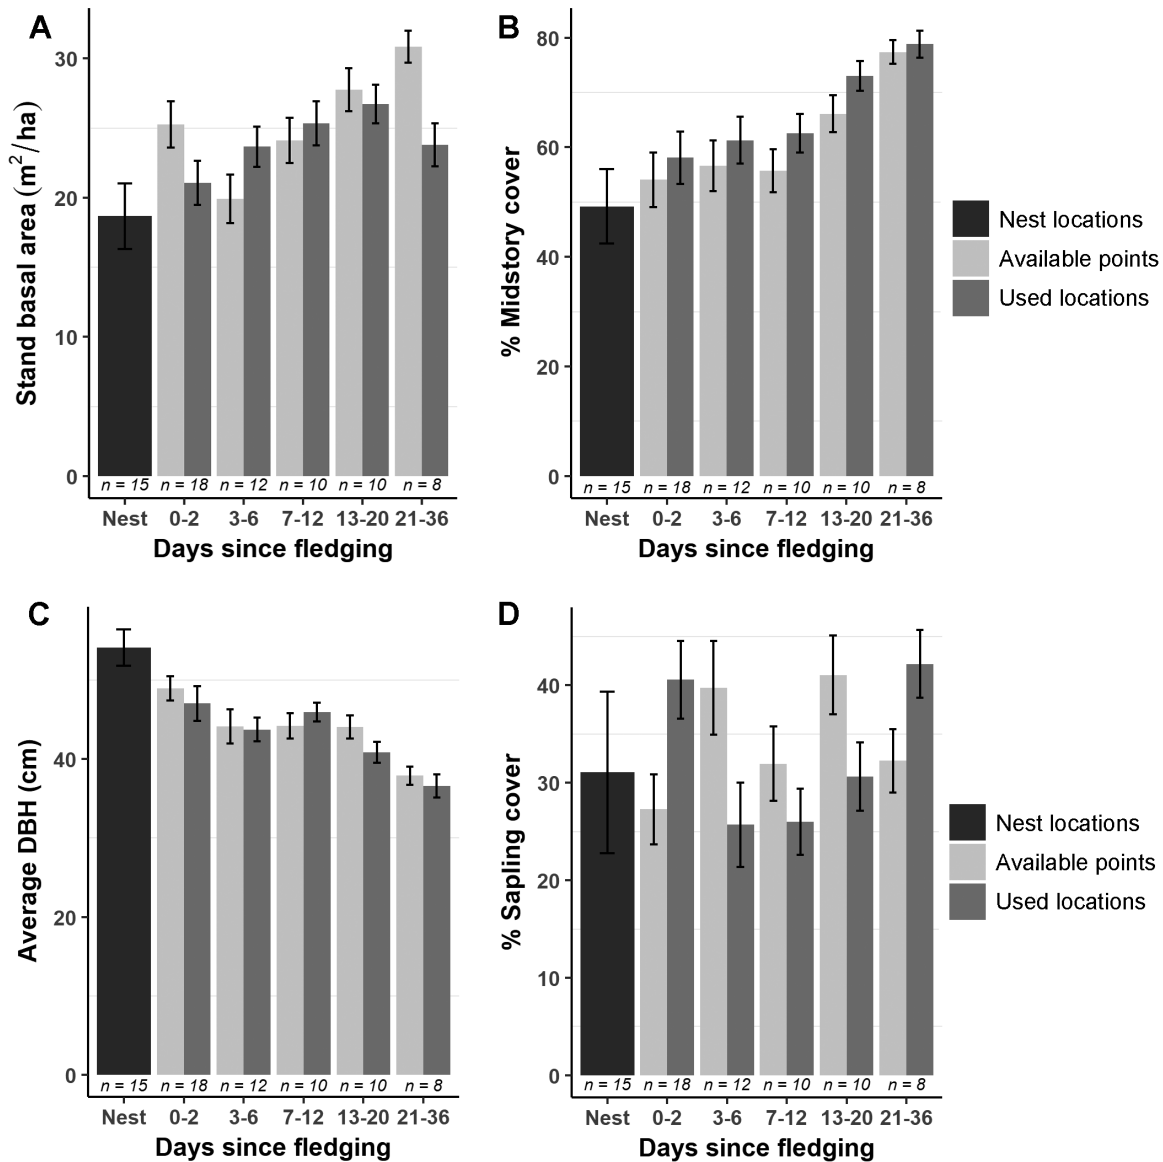 A
Stand basal area (m²/ha)
30
20
10
0
n = 15 n = 18 n = 12 n = 10 n = 10 n = 8
Nest 0-2 3-6 7-12 13-20 21-36
Days since fledging
B
% Midstory cover
80
60
40
20
0
n = 15 n = 18 n = 12 n = 10 n = 10 n = 8
Nest 0-2 3-6 7-12 13-20 21-36
Days since fledging
Nest locations
Available points
Used locations
C
Average DBH (cm)
40
20
0
n = 15 n = 18 n = 12 n = 10 n = 10 n = 8
Nest 0-2 3-6 7-12 13-20 21-36
Days since fledging
D
% Sapling cover
40
30
20
10
0
n = 15 n = 18 n = 12 n = 10 n = 10 n = 8
Nest 0-2 3-6 7-12 13-20 21-36
Days since fledging
Nest locations
Available points
Used locations